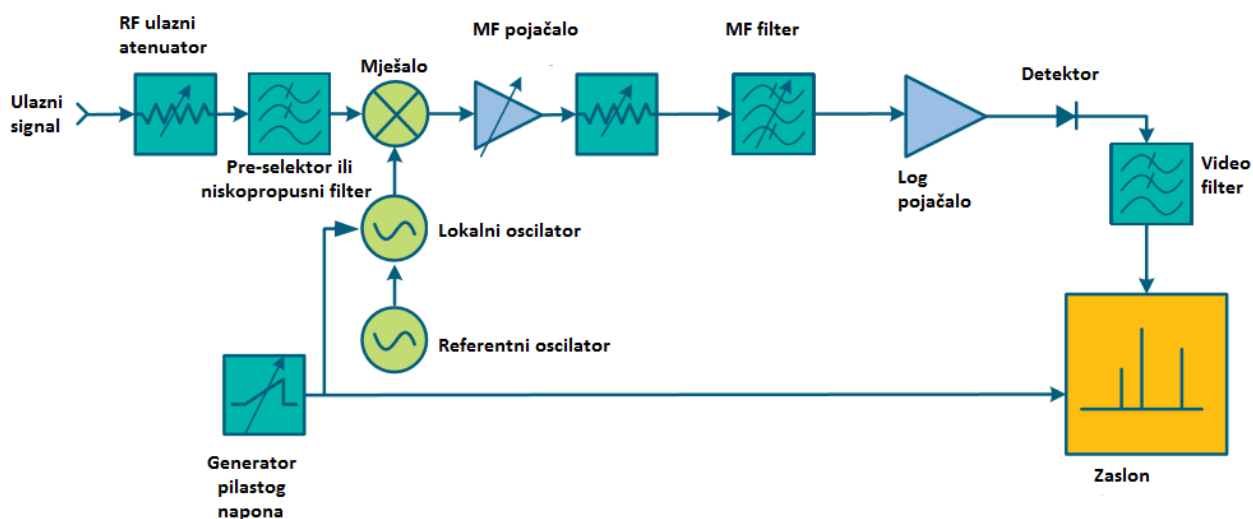 RF ulazni
atenuator
MF pojačalo
MF filter
Mješalo
Detektor
Ulazni
signal
Pre-selektor ili
niskopropusni filter
Log
pojačalo
Video
filter
Lokalni oscilator
Referentni oscilator
Generator
pilastog
napona
Zaslon